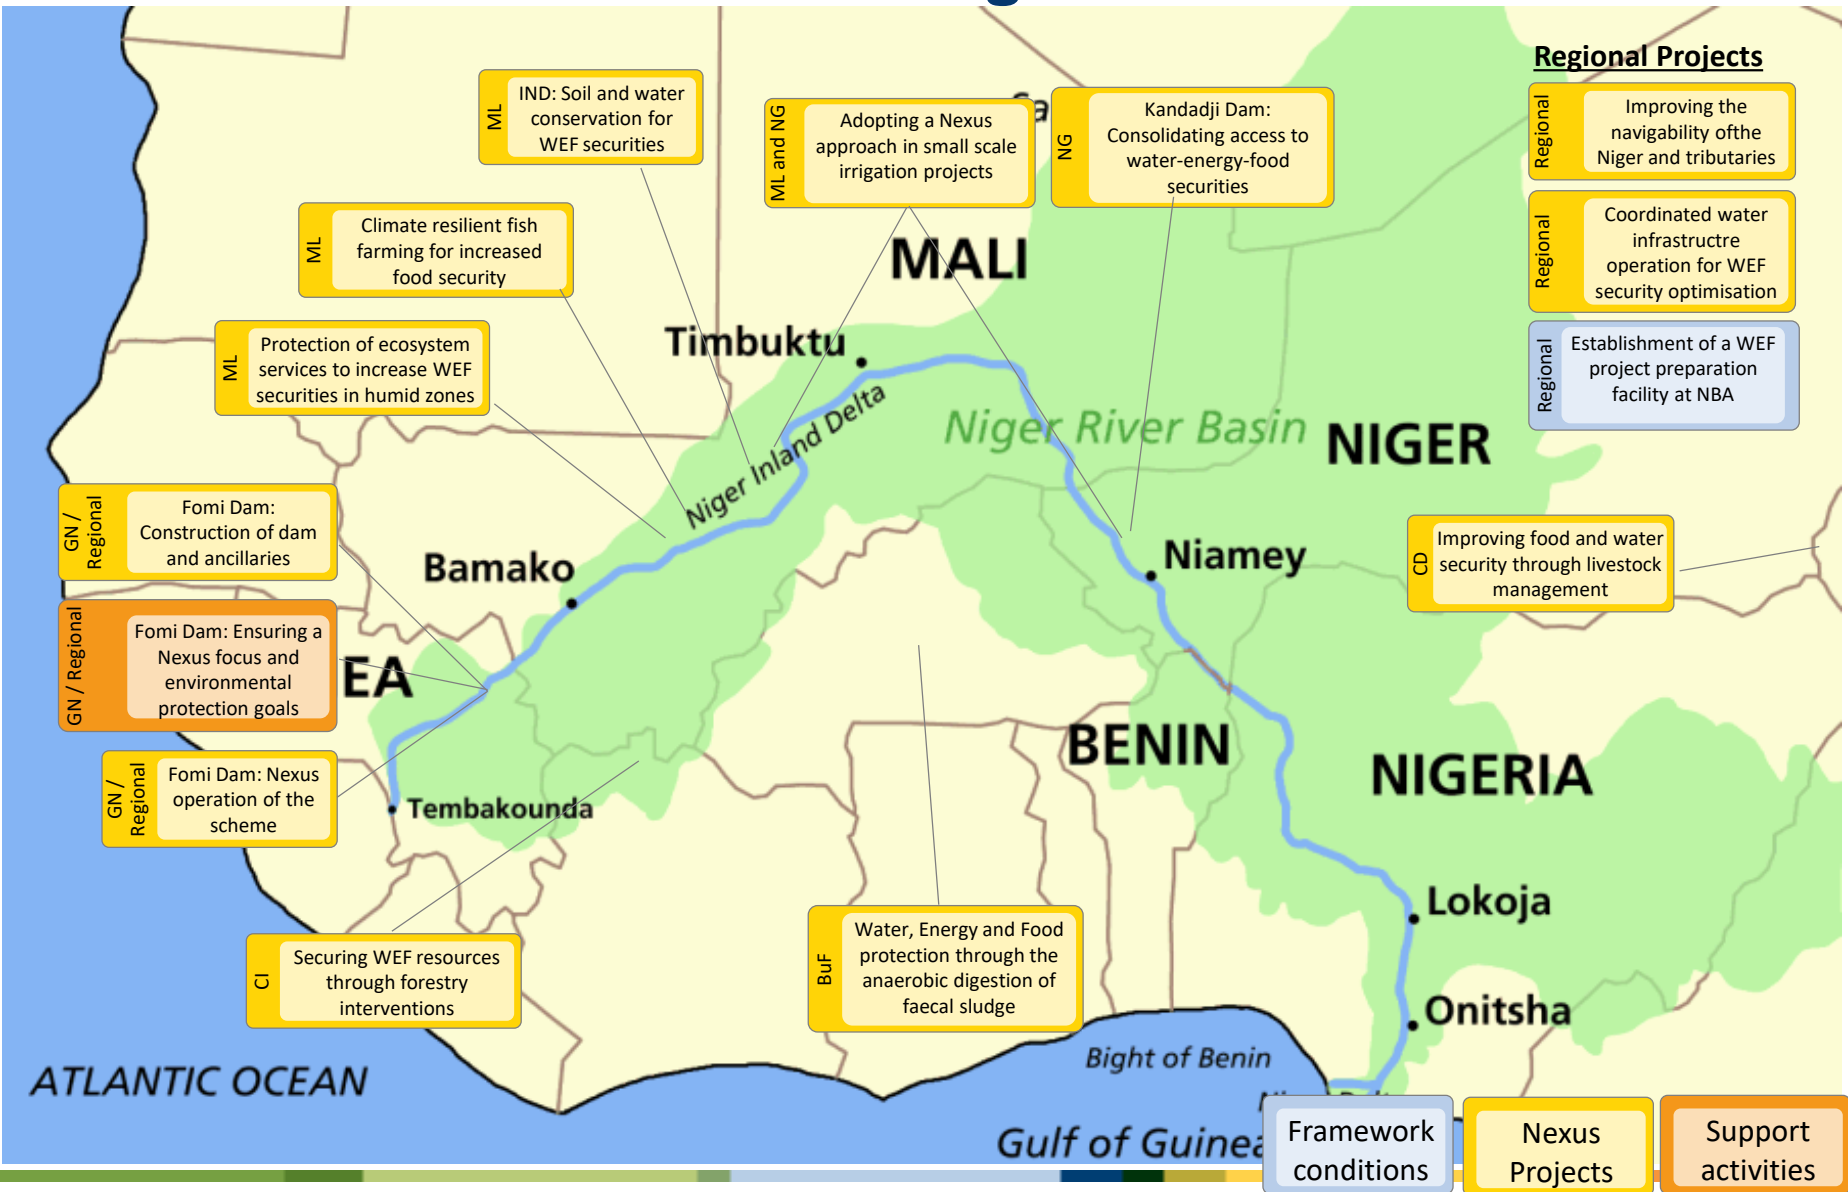 Regional Projects
Regional
Improving the
navigability ofthe
Niger and tributaries
Regional
Coordinated water
infrastructre
operation for WEF
security optimisation
Regional
Establishment of a WEF
project preparation
facility at NBA
ML
IND: Soil and water
conservation for
WEF securities
ML and NG
Adopting a Nexus
approach in small scale
irrigation projects
NG
Kandadji Dam:
Consolidating access to
water-energy-food
securities
ML
Climate resilient fish
farming for increased
food security
ML
Protection of ecosystem
services to increase WEF
securities in humid zones
GN /
Regional
Fomi Dam:
Construction of dam
and ancillaries
GN / Regional
Fomi Dam: Ensuring a
Nexus focus and
environmental
protection goals
GN /
Regional
Fomi Dam: Nexus
operation of the
scheme
CI
Securing WEF resources
through forestry
interventions
BuF
Water, Energy and Food
protection through the
anaerobic digestion of
faecal sludge
CD
Improving food and water
security through livestock
management
MALI
Timbuktu
Niger Inland Delta
Niger River Basin
NIGER
Bamako
Niamey
EA
BENIN
NIGERIA
Tembakounda
Lokoja
Onitsha
Bight of Benin
ATLANTIC OCEAN
Gulf of Guinea
Framework
conditions
Nexus
Projects
Support
activities